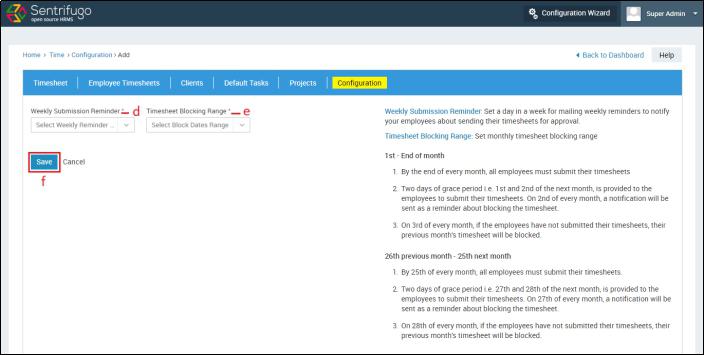 Sentrifugo
open source HRMS
Configuration Wizard
Super Admin
Home > Time > Configuration > Add
Back to Dashboard
Help
Timesheet
Employee Timesheets
Clients
Default Tasks
Projects
Configuration
Weekly Submission Reminder * d
Timesheet Blocking Range * e
Select Weekly Reminder ...
Select Block Dates Range
Save
Cancel
f
Weekly Submission Reminder: Set a day in a week for mailing weekly reminders to notify
your employees about sending their timesheets for approval.
Timesheet Blocking Range: Set monthly timesheet blocking range
1st - End of month
1. By the end of every month, all employees must submit their timesheets
2. Two days of grace period i.e. 1st and 2nd of the next month, is provided to the
employees to submit their timesheets. On 2nd of every month, a notification will be
sent as a reminder about blocking the timesheet.
3. On 3rd of every month, if the employees have not submitted their timesheets, their
previous month's timesheet will be blocked.
26th previous month - 25th next month
1. By 25th of every month, all employees must submit their timesheets.
2. Two days of grace period i.e. 27th and 28th of the next month, is provided to the
employees to submit their timesheets. On 27th of every month, a notification will be
sent as a reminder about blocking the timesheet.
3. On 28th of every month, if the employees have not submitted their timesheets, their
previous month's timesheet will be blocked.